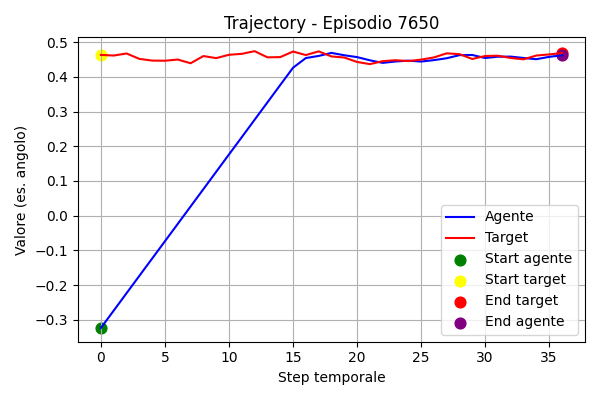 Trajectory - Episodio 7650
Valore (es. angolo)
0.5
0.4
0.3
0.2
0.1
0.0
−0.1
−0.2
−0.3
0
5
10
15
20
25
30
35
Step temporale
Agente
Target
Start agente
Start target
End target
End agente